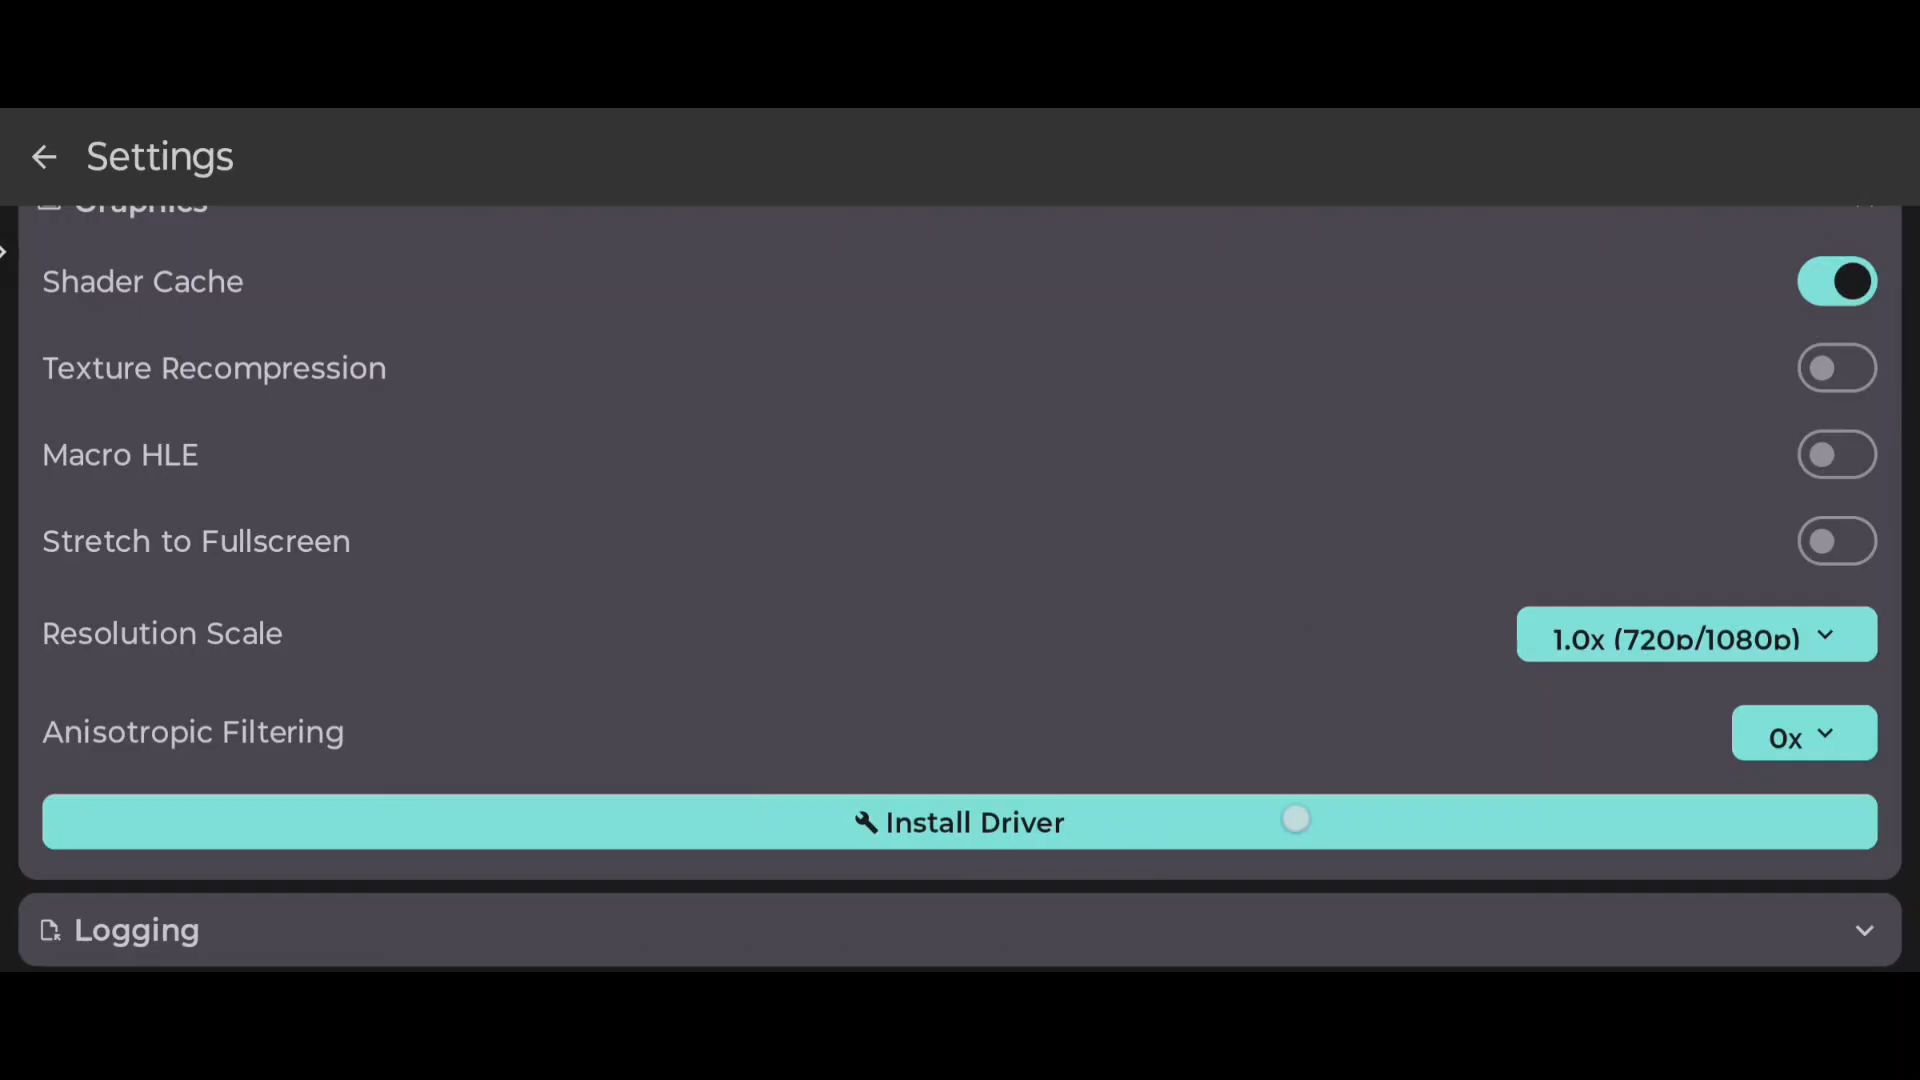 Settings
Graphics
Shader Cache
Texture Recompression
Macro HLE
Stretch to Fullscreen
Resolution Scale
1.0x (720p/1080p)
Anisotropic Filtering
0x
Install Driver
Logging